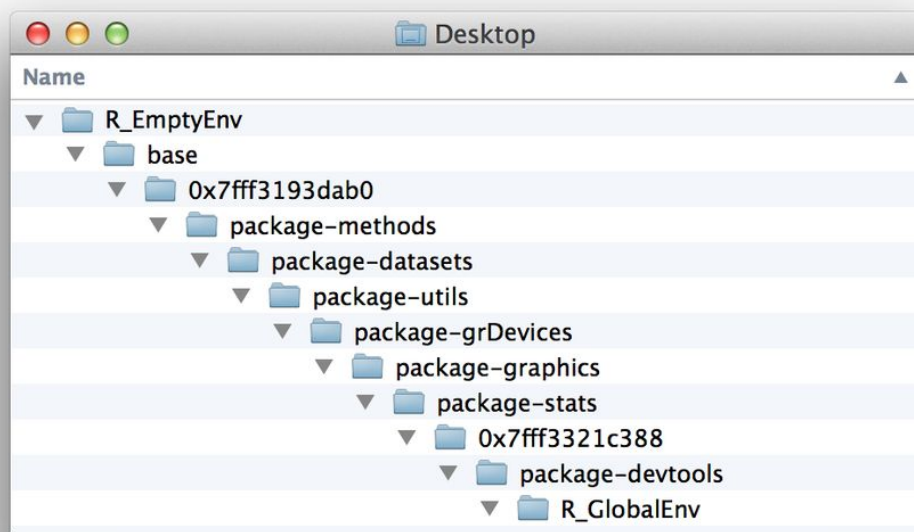 Desktop
Name
R_EmptyEnv
base
0x7fff3193dab0
package-methods
package-datasets
package-utils
package-grDevices
package-graphics
package-stats
0x7fff3321c388
package-devtools
R_GlobalEnv